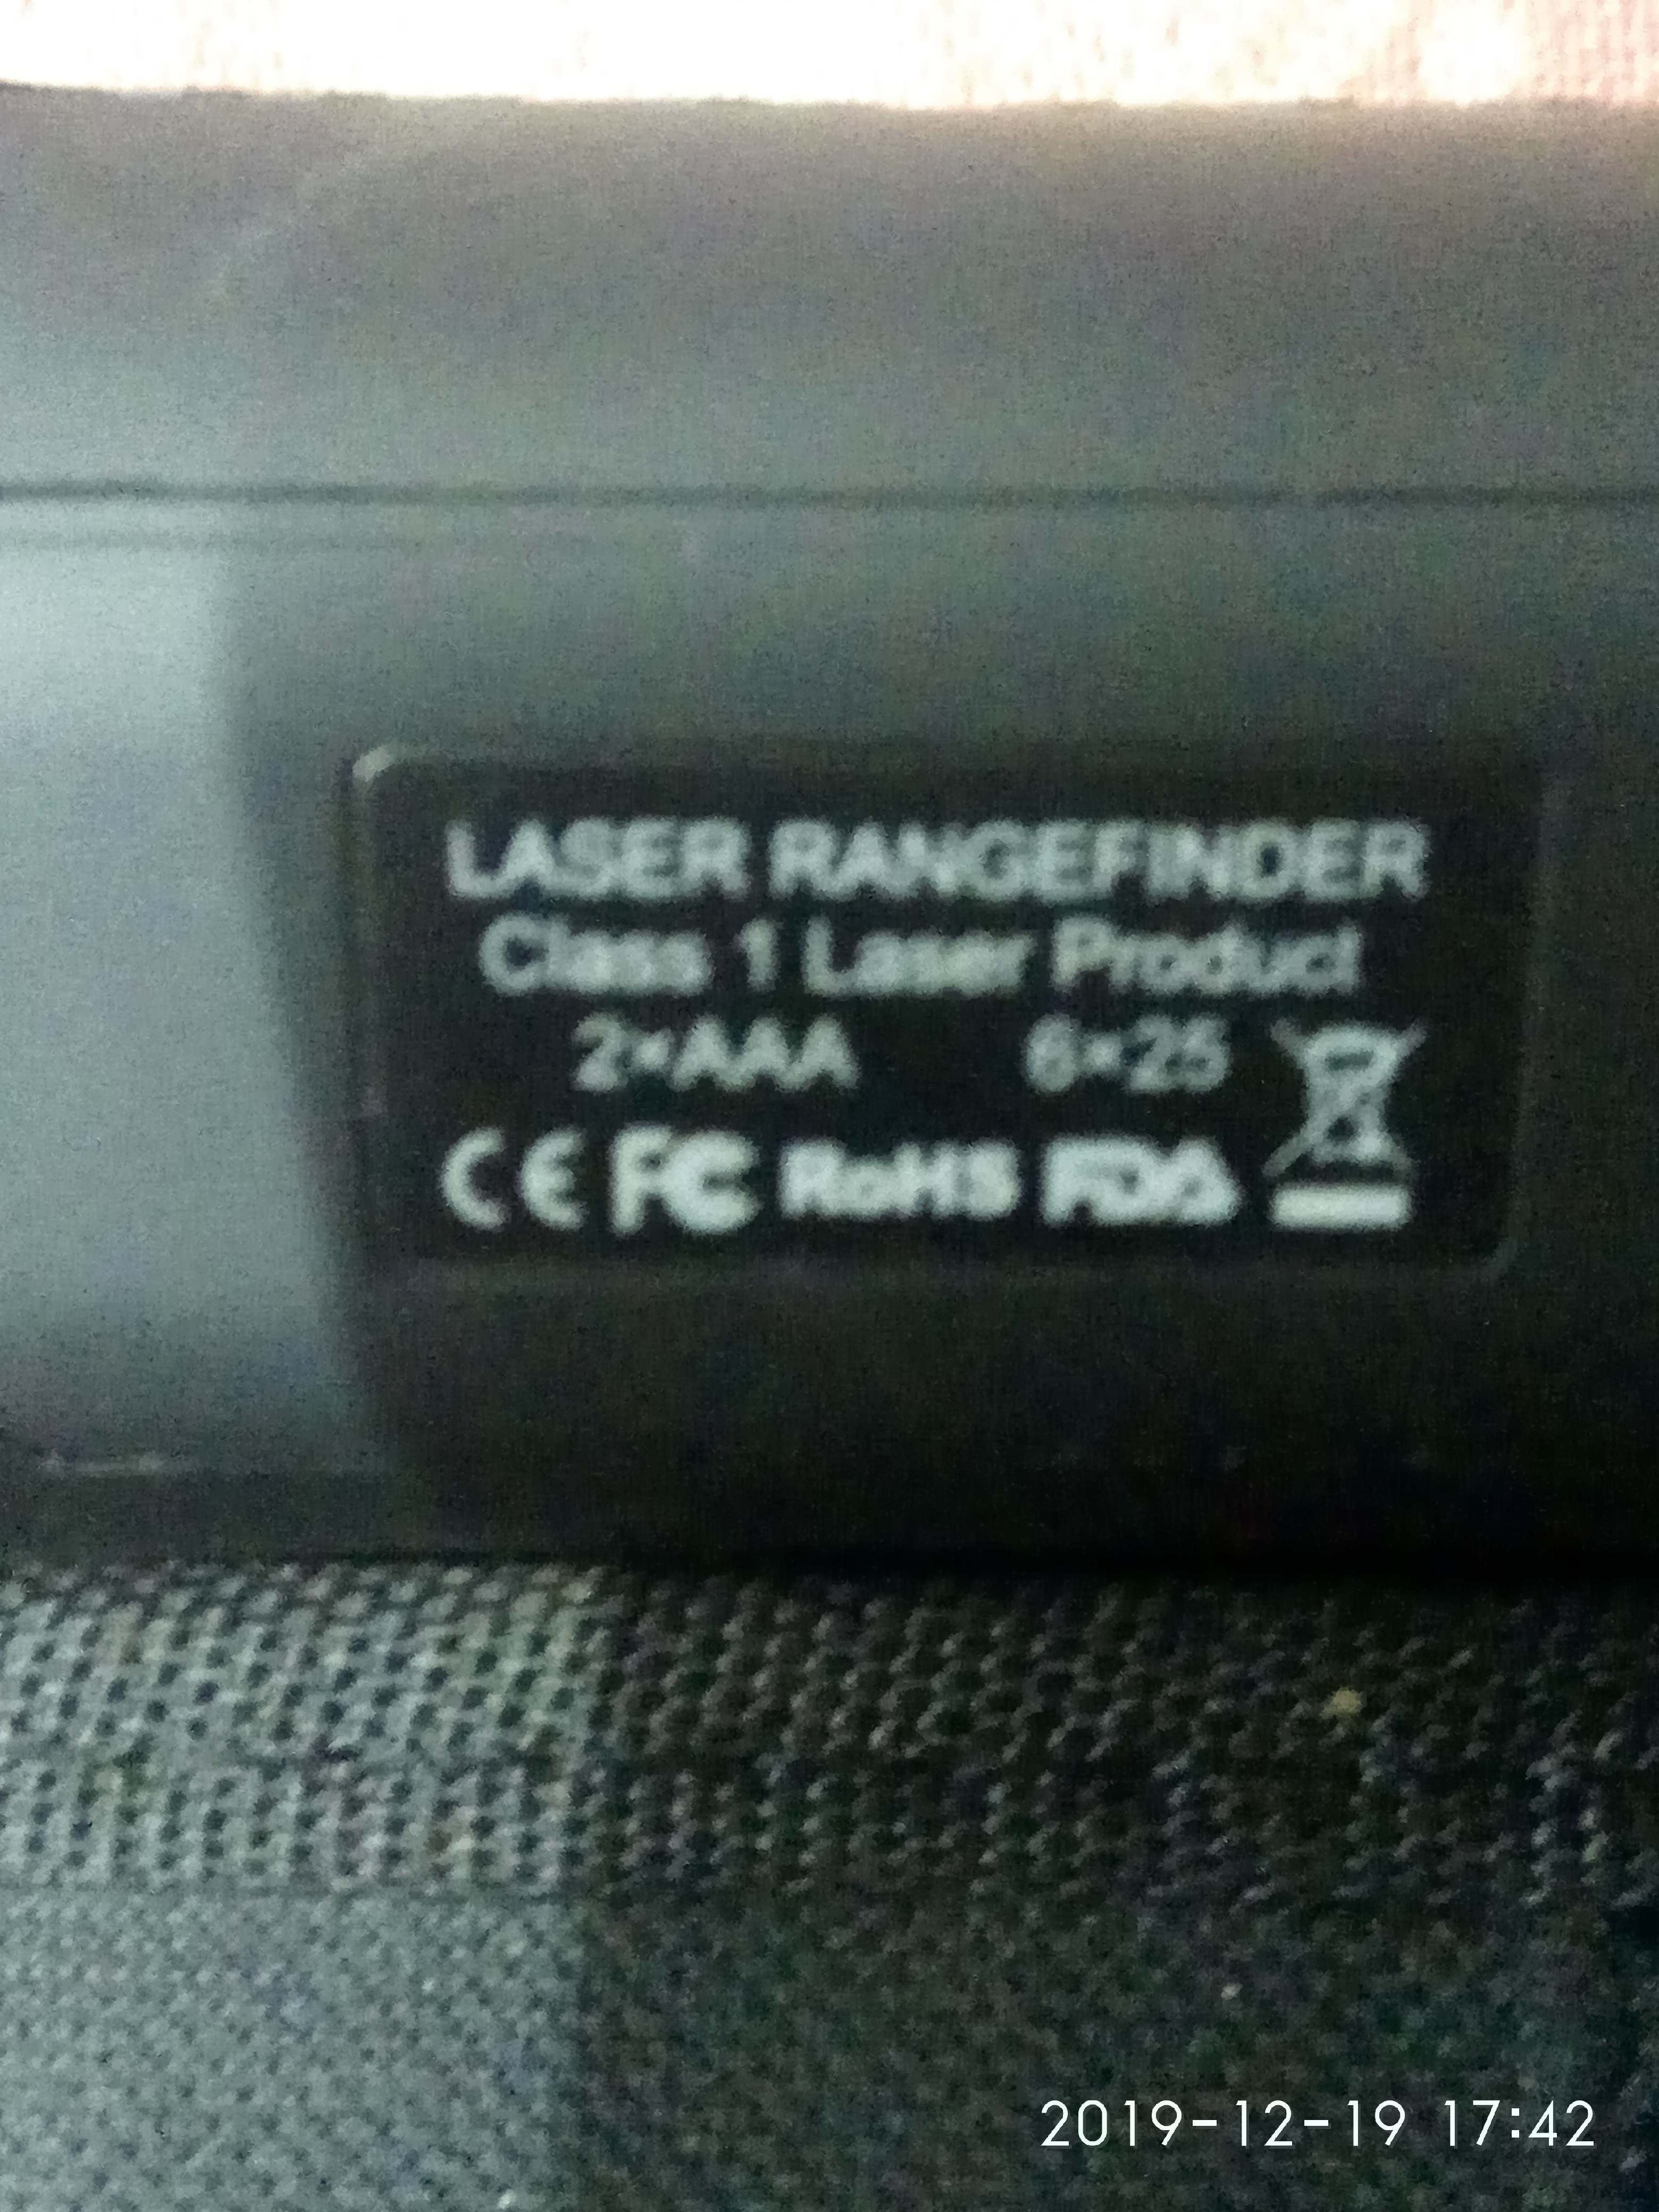 LASER RANGEFINDER
Class 1 Laser Product
2×AAA 6×25
CE FC RoHS FDA
2019-12-19 17:42